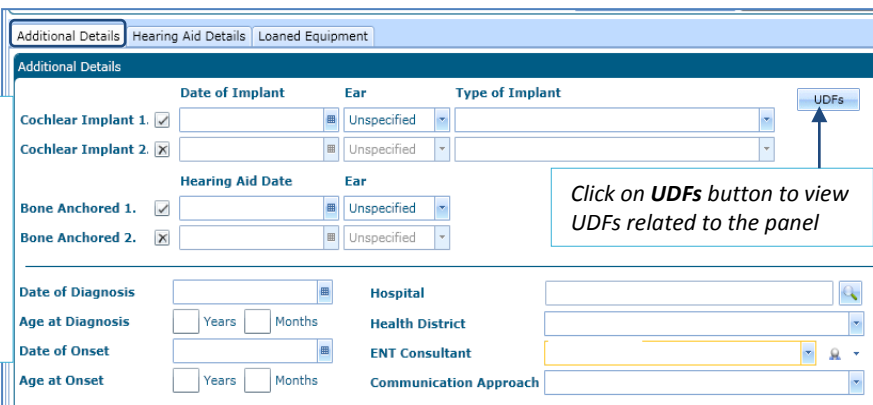 Additional Details Hearing Aid Details Loaned Equipment
Additional Details
Date of Implant Ear Type of Implant
UDFs
Cochlear Implant 1. Unspecified
Cochlear Implant 2. Unspecified
Hearing Aid Date Ear
Click on UDFs button to view
UDFs related to the panel
Bone Anchored 1. Unspecified
Bone Anchored 2. Unspecified
Date of Diagnosis Hospital
Age at Diagnosis Years Months Health District
Date of Onset ENT Consultant
Age at Onset Years Months Communication Approach